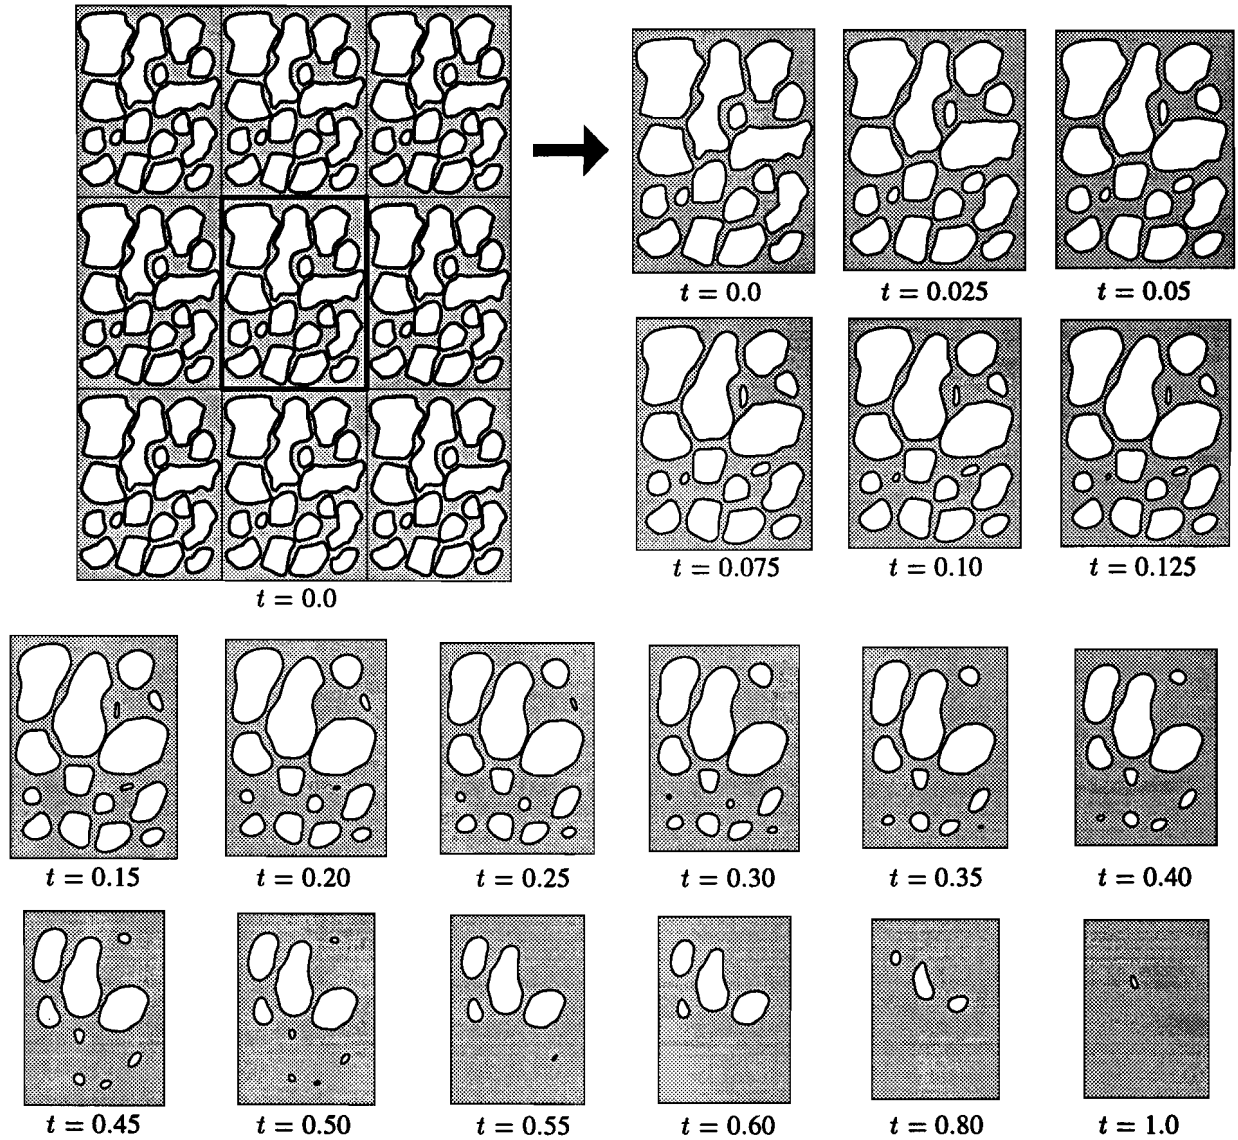 t = 0.0
t = 0.0
t = 0.025
t = 0.05
t = 0.075
t = 0.10
t = 0.125
t = 0.15
t = 0.20
t = 0.25
t = 0.30
t = 0.35
t = 0.40
t = 0.45
t = 0.50
t = 0.55
t = 0.60
t = 0.80
t = 1.0